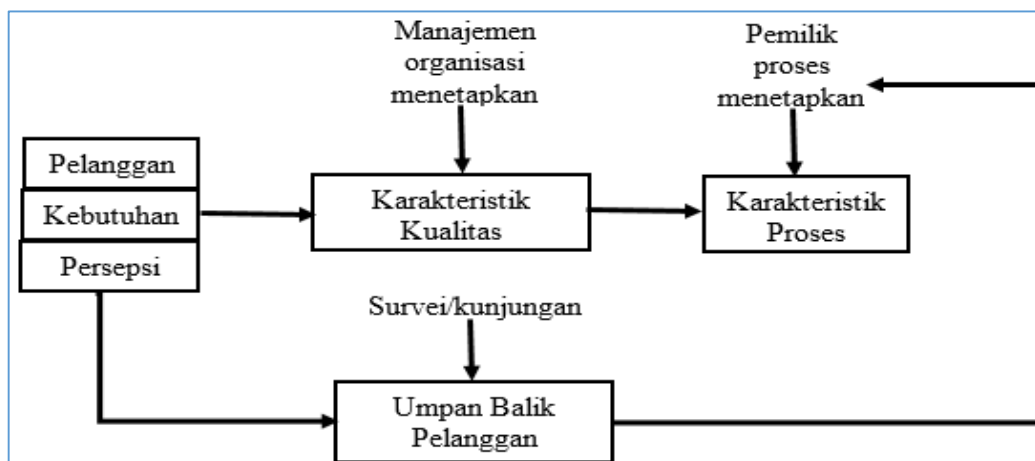 Manajemen
organisasi
menetapkan
Pemilik
proses
menetapkan
Pelanggan
Kebutuhan
Persepsi
Karakteristik
Kualitas
Karakteristik
Proses
Survei/kunjungan
Umpan Balik
Pelanggan